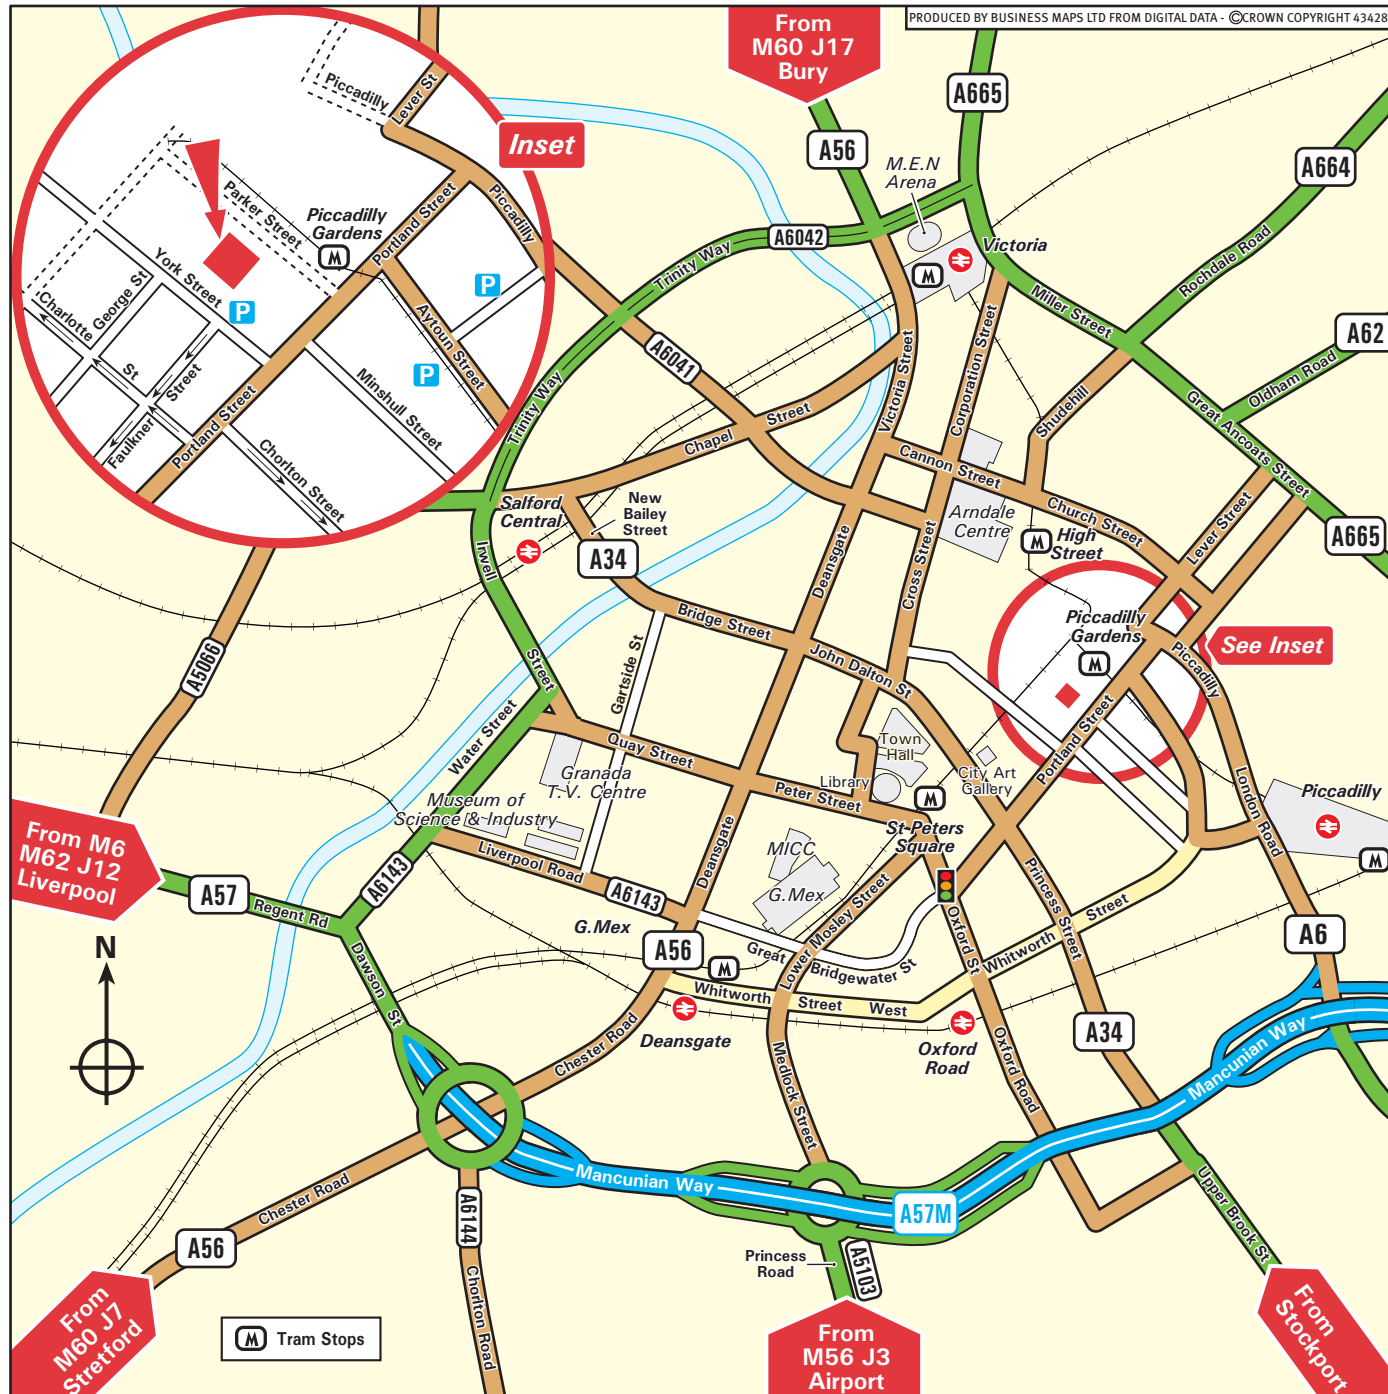 PRODUCED BY BUSINESS MAPS LTD FROM DIGITAL DATA - ©CROWN COPYRIGHT 43428
From
M60 J17
Bury
A665
A56
A664
M.E.N
Arena
Inset
Piccadilly
Lever St
Piccadilly
Parker Street
Piccadilly
Gardens
M
Portland Street
York Street
George St
Charlotte
St
P
P
P
Aytoun Street
Minshull Street
Street
Faulkner
Portland Street
Chorlton Street
A6042
Trinity Way
Victoria
M
Rochdale Road
Miller Street
A62
Oldham Road
A6041
Trinity Way
Victoria Street
Corporation Street
Shudehill
Great Ancoats Street
Chapel
Street
Cannon Street
Church Street
Lever Street
Salford
Central
New
Bailey
Street
Arndale
Centre
M
High
Street
A665
A34
Irwell
Street
Deansgate
Cross Street
Bridge Street
John Dalton St
Gartside St
Piccadilly
Gardens
M
See Inset
Piccadilly
A5066
Water Street
Quay Street
Town
Hall
Portland Street
Granada
T.V. Centre
Library
City Art
Gallery
M
Peter Street
London Road
Piccadilly
M
Museum of
Science & Industry
St Peters
Square
From M6
M62 J12
Liverpool
Liverpool Road
Deansgate
MICC
G.Mex
A57
Regent Rd
A6143
A6143
G.Mex
Lower Mosley Street
Princess Street
Oxford St
Whitworth
Street
A6
N
A56
M
Great
Bridgewater St
Dawson
St
Whitworth
Street
West
Deansgate
Oxford
Road
A34
Chester Road
Medlock Street
Oxford Road
Mancunian Way
Mancunian Way
A57M
Chester Road
A56
A6144
Chorlton Road
Princess
Road
A5103
Upper Brook St
From
M60 J7
Stretford
M Tram Stops
From
M56 J3
Airport
From
Stockport